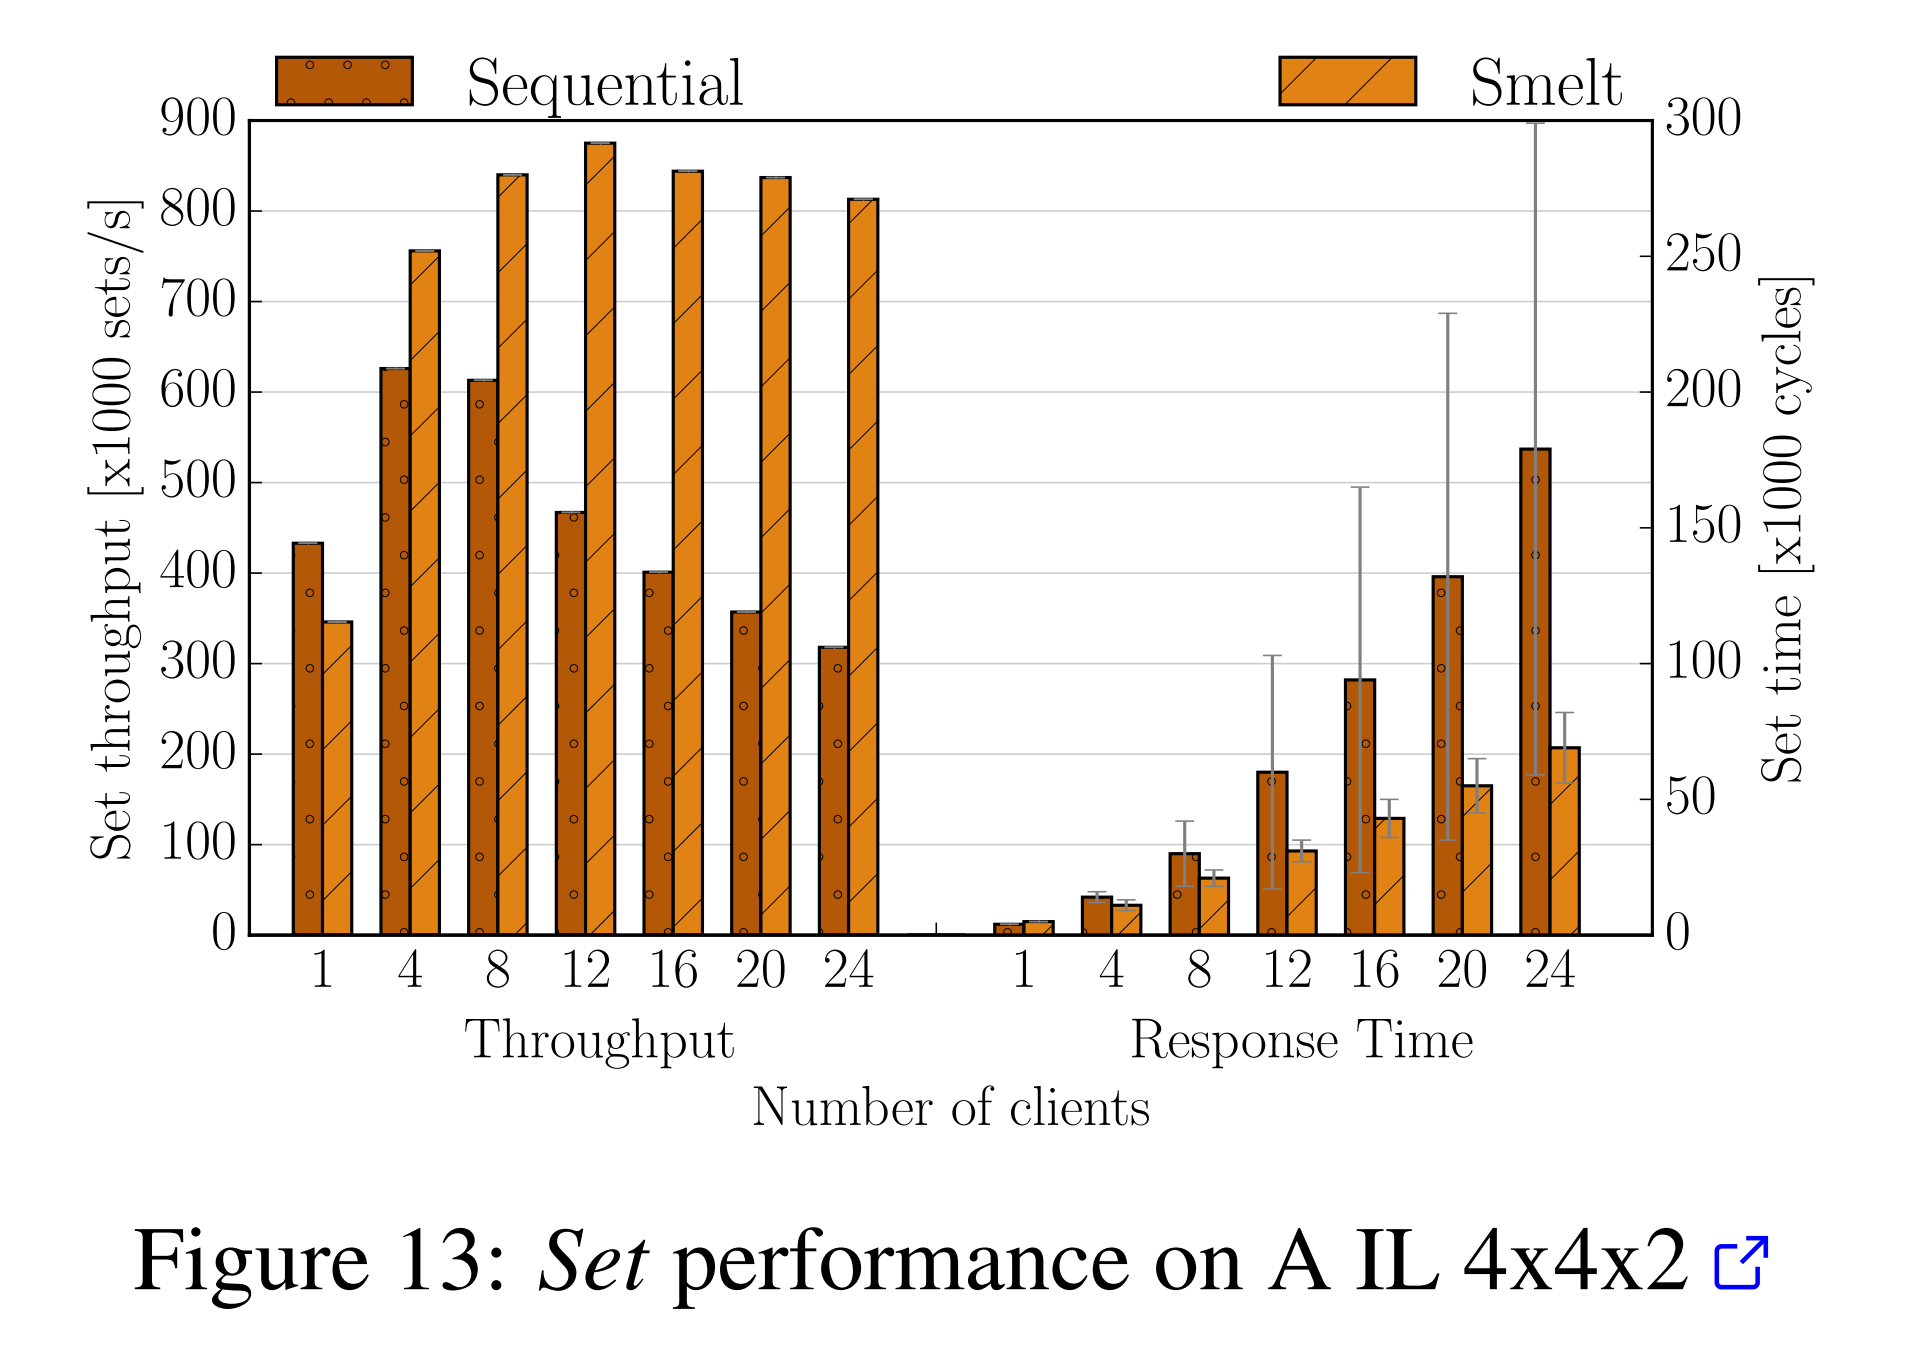 Sequential
Smelt
Set throughput [x1000 sets/s]
900
800
700
600
500
400
300
200
100
0
300
250
200
150
100
50
0
Set time [x1000 cycles]
1 4 8 12 16 20 24 1 4 8 12 16 20 24
Throughput Response Time
Number of clients
Figure 13: Set performance on A IL 4x4x2